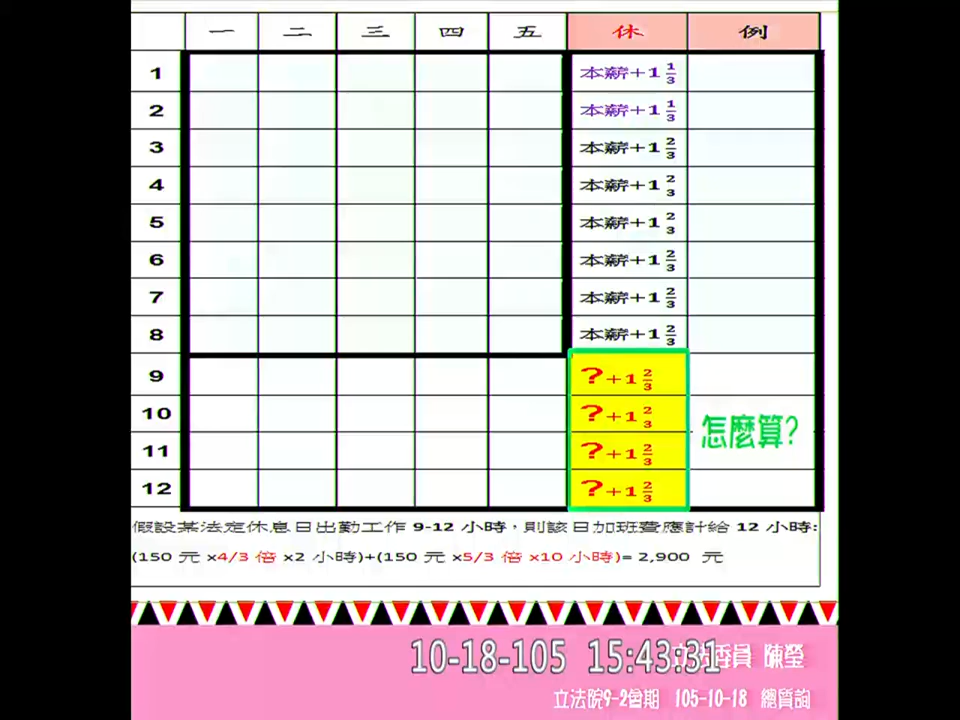 一 二 三 四 五 休 例
1 本薪+1 1/3
2 本薪+1 1/3
3 本薪+1 2/3
4 本薪+1 2/3
5 本薪+1 2/3
6 本薪+1 2/3
7 本薪+1 2/3
8 本薪+1 2/3
9 ?+1 2/3
10 ?+1 2/3
怎麼算?
11 ?+1 2/3
12 ?+1 2/3
假設某法定休息日出勤工作 9-12 小時，則該日加班費應計給 12 小時:
(150 元 x4/3 倍 x2 小時)+(150 元 x5/3 倍 x10 小時)= 2,900 元
10-18-105 15:43:31 委員 陳瑩
立法院9-2會期 105-10-18 總質詢